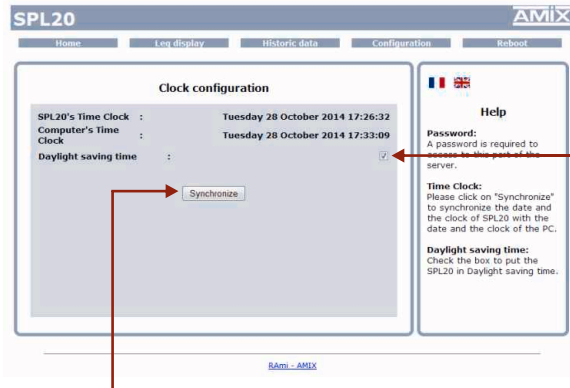 SPL20
AMIX
Home Leg display Historic data Configuration Reboot
Clock configuration
SPL20's Time Clock : Tuesday 28 October 2014 17:26:32
Computer's Time
Clock : Tuesday 28 October 2014 17:33:09
Daylight saving time :
Synchronize
Help
Password:
A password is required to
access to this part of the
server.
Time Clock:
Please click on "Synchronize"
to synchronize the date and
the clock of SPL20 with the
date and the clock of the PC.
Daylight saving time:
Check the box to put the
SPL20 in Daylight saving time.
RAmi - AMIX